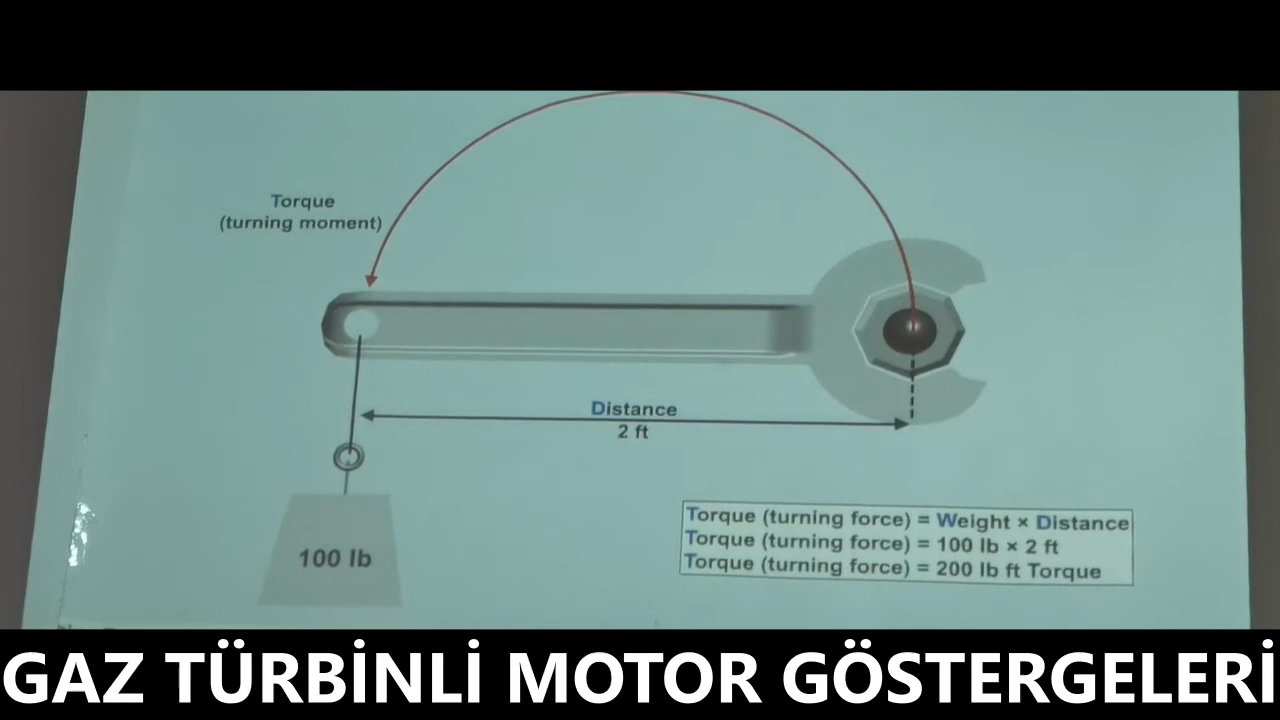 Torque
(turning moment)
Distance
2 ft
100 lb
Torque (turning force) = Weight × Distance
Torque (turning force) = 100 lb × 2 ft
Torque (turning force) = 200 lb ft Torque
GAZ TÜRBİNLİ MOTOR GÖSTERGELERİ